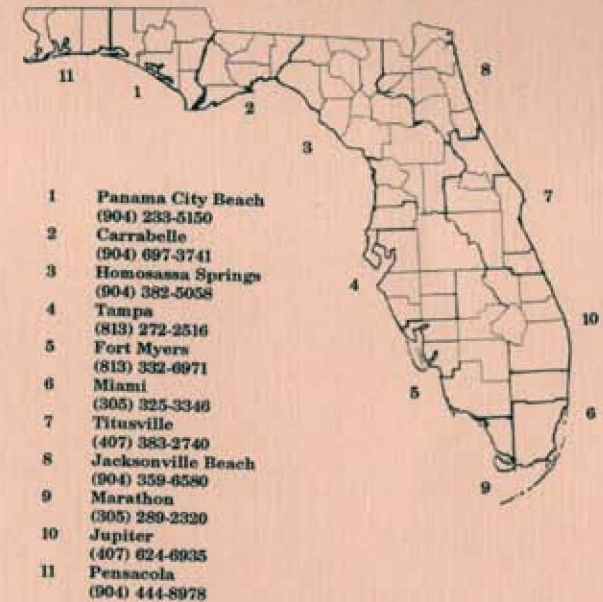 11
1
2
3
8
7
4
10
5
6
9
1 Panama City Beach
(904) 233-5150
2 Carrabelle
(904) 697-3741
3 Homosassa Springs
(904) 382-5058
4 Tampa
(813) 272-2516
5 Fort Myers
(813) 332-6971
6 Miami
(305) 325-3346
7 Titusville
(407) 383-2740
8 Jacksonville Beach
(904) 359-6580
9 Marathon
(305) 289-2320
10 Jupiter
(407) 624-6935
11 Pensacola
(904) 444-8978